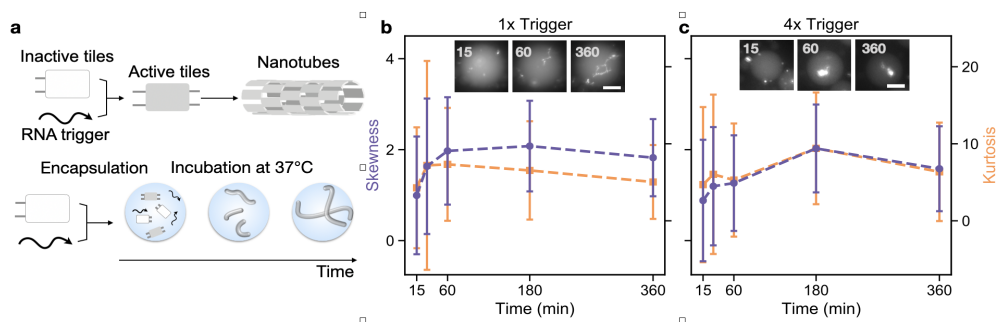 a
Inactive tiles
Active tiles
Nanotubes
RNA trigger
Encapsulation
Incubation at 37°C
Time
b
1x Trigger
Skewness
4
2
0
15
60
360
15
60
180
360
Time (min)
c
4x Trigger
15
60
360
20
10
0
Kurtosis
15
60
180
360
Time (min)